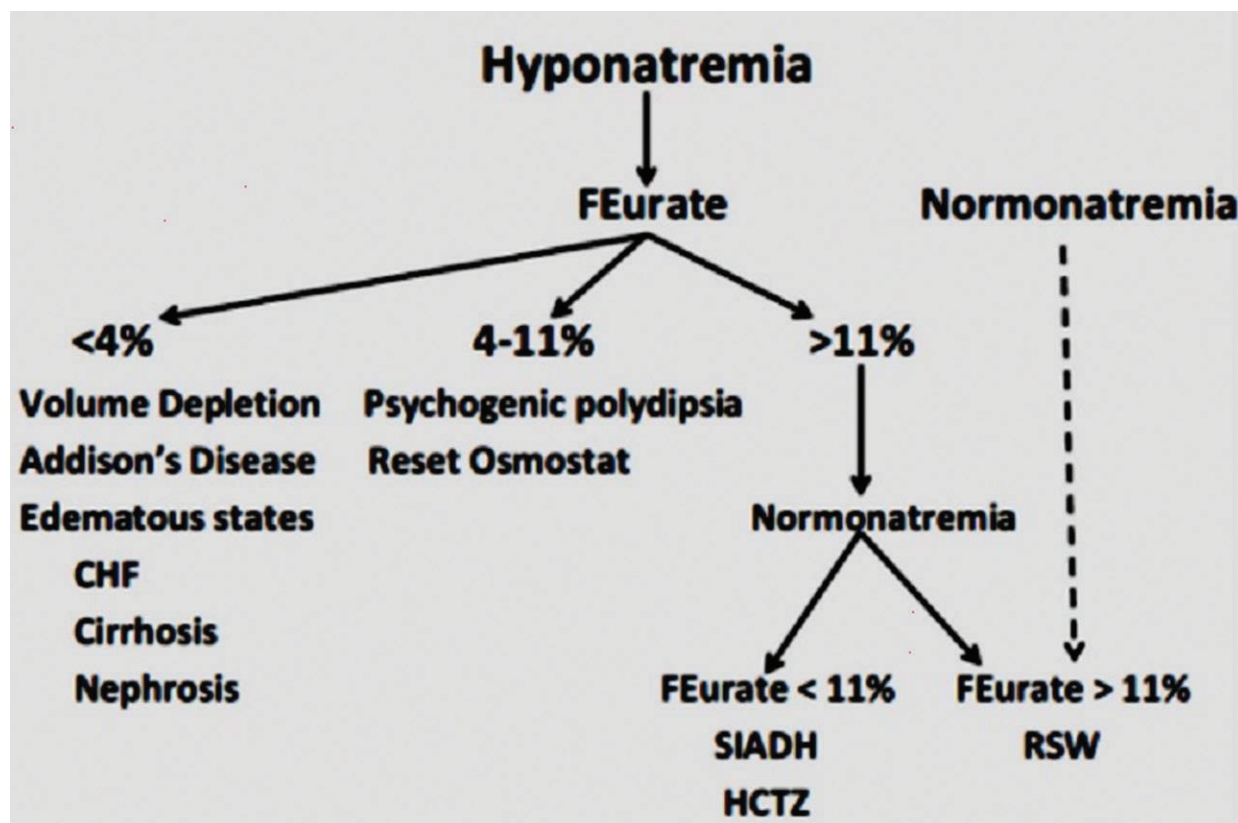 Hyponatremia
FEurate
Normonatremia
<4%
4-11%
>11%
Volume Depletion
Psychogenic polydipsia
Addison's Disease
Reset Osmostat
Edematous states
Normonatremia
CHF
Cirrhosis
Nephrosis
FEurate < 11%
FEurate > 11%
SIADH
RSW
HCTZ